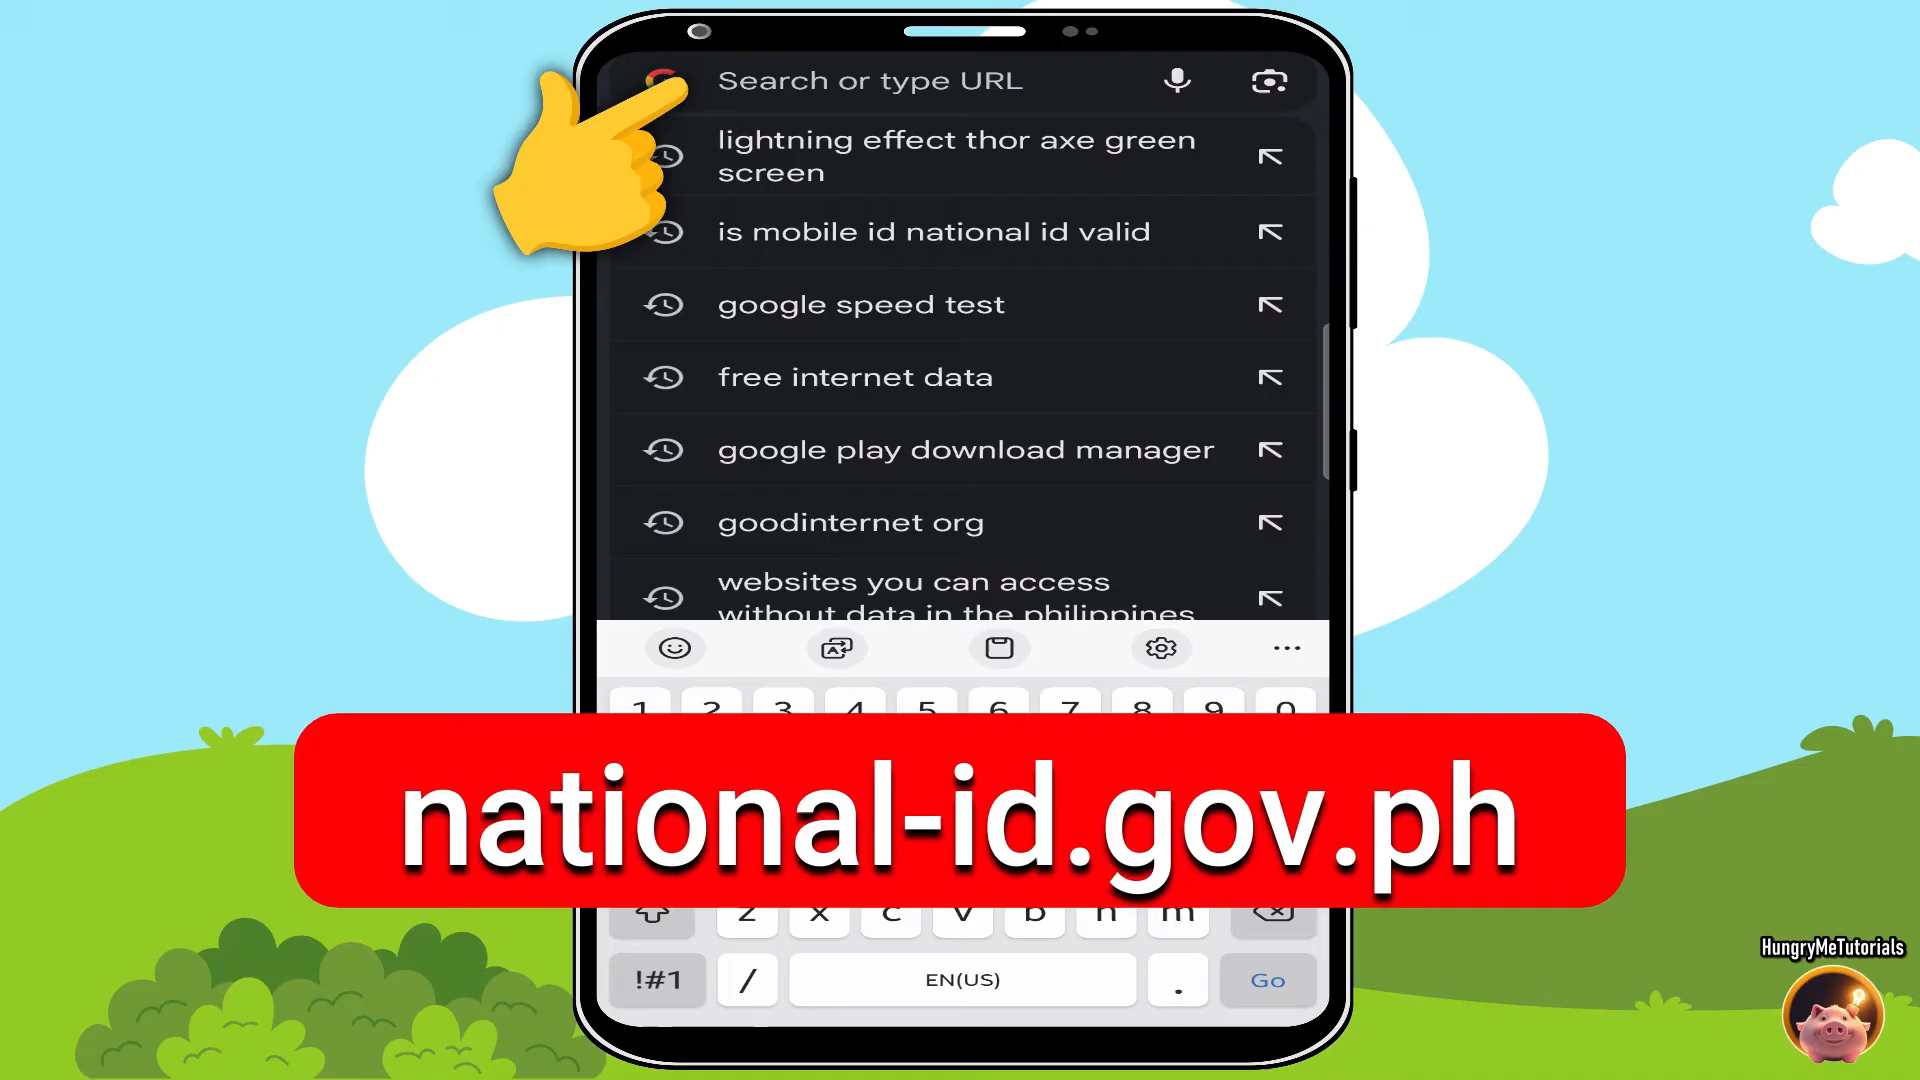 Search or type URL
lightning effect thor axe green
screen
is mobile id national id valid
google speed test
free internet data
google play download manager
goodinternet org
websites you can access
without data in the philippines
1 2 3 4 5 6 7 8 9 0
national-id.gov.ph
z x c v b n m
!#1 / EN(US) . Go
HungryMeTutorials